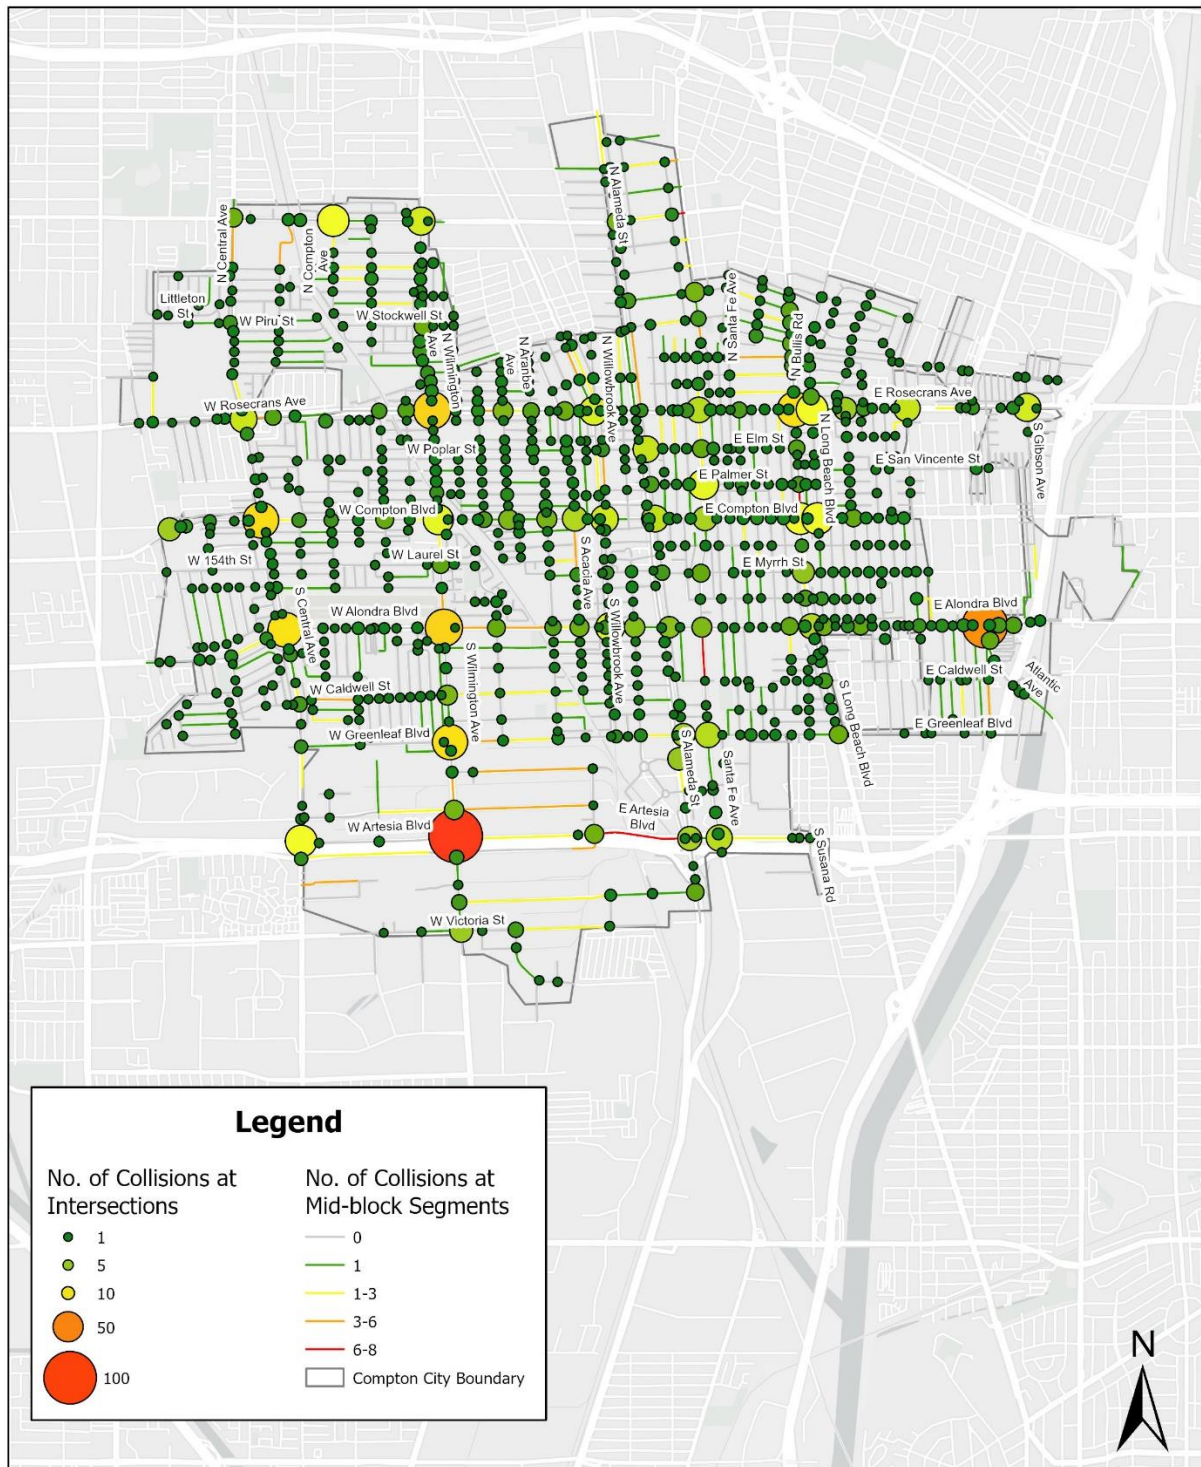 N Alameda St
N Central Ave
N Compton
Ave
Littleton
St
W Piru St
W Stockwell St
N Wilmington
Ave
N Aranbe
Ave
N Willowbrook Ave
N Santa Fe Ave
N Bullis Rd
W Rosecrans Ave
E Rosecrans Ave
W Poplar St
E Elm St
N Long Beach Blvd
E San Vincente St
S Gibson Ave
E Palmer St
W Compton Blvd
E Compton Blvd
W 154th St
W Laurel St
S Acacia Ave
E Myrrh St
S Central Ave
W Alondra Blvd
S Willowbrook Ave
E Alondra Blvd
S Wilmington Ave
W Caldwell St
E Caldwell St
Atlantic
Ave
S Long Beach Blvd
W Greenleaf Blvd
E Greenleaf Blvd
S Alameda St
Santa Fe Ave
W Artesia Blvd
E Artesia
Blvd
S Susana Rd
W Victoria St
Legend
No. of Collisions at
Intersections
1
5
10
50
100
No. of Collisions at
Mid-block Segments
0
1
1-3
3-6
6-8
Compton City Boundary
N